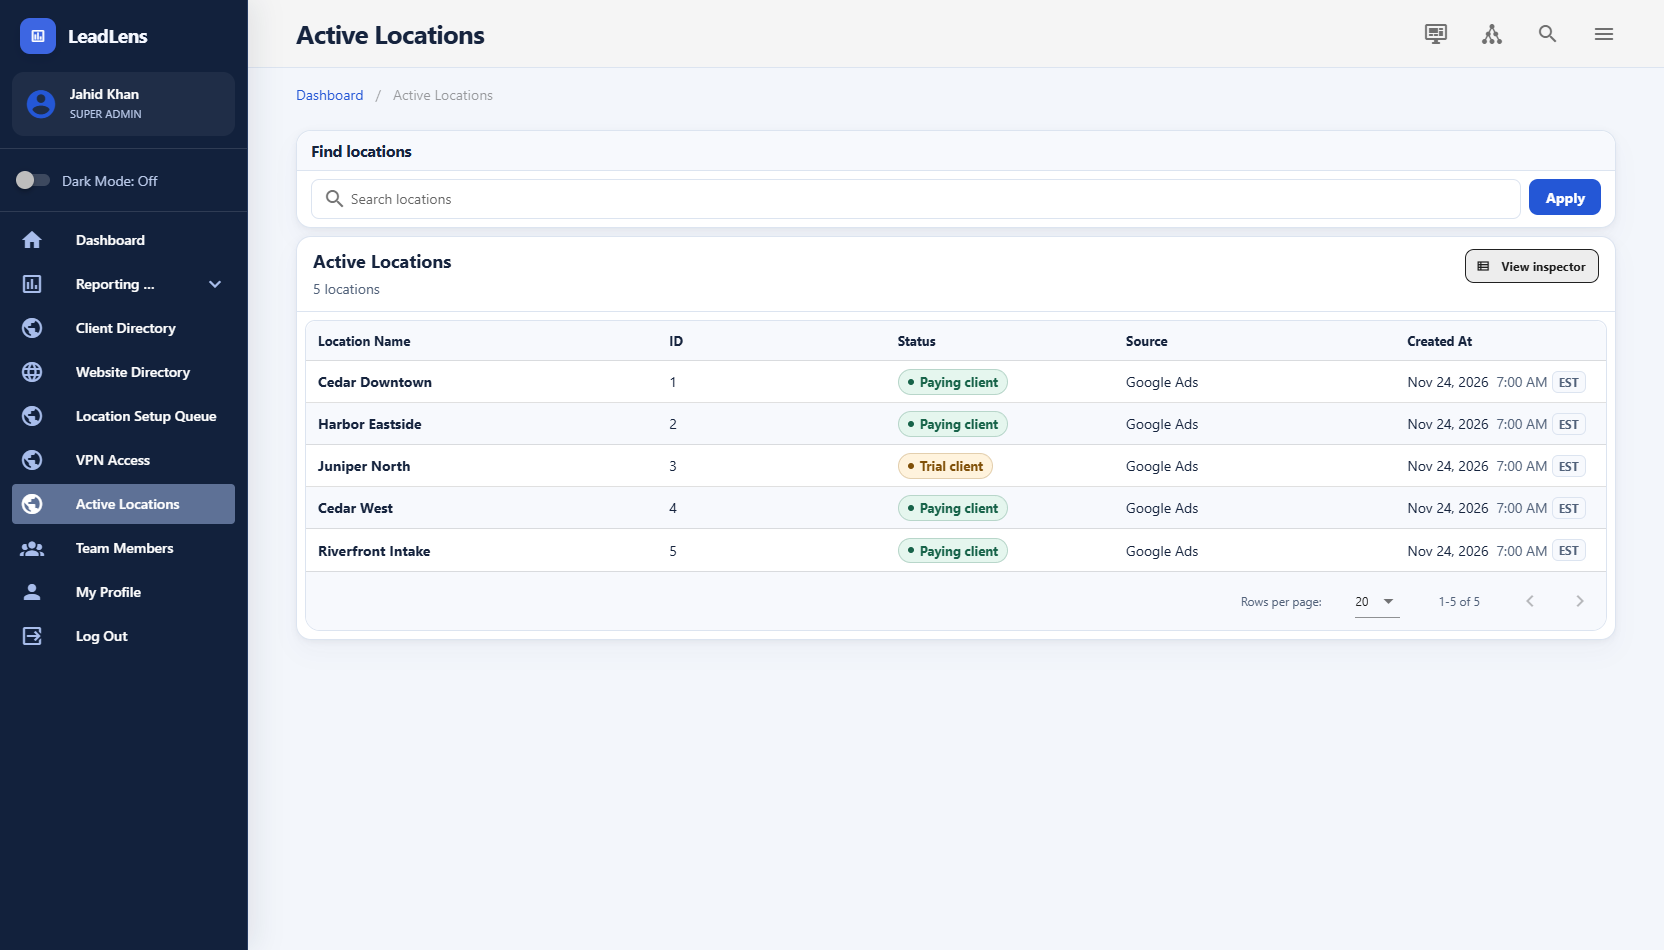 LeadLens
Jahid Khan
SUPER ADMIN
Dark Mode: Off
Dashboard
Reporting ...
Client Directory
Website Directory
Location Setup Queue
VPN Access
Active Locations
Team Members
My Profile
Log Out
Active Locations
Dashboard / Active Locations
Find locations
Search locations
Apply
Active Locations
5 locations
View inspector
Location Name ID Status Source Created At
Cedar Downtown 1 Paying client Google Ads Nov 24, 2026 7:00 AM EST
Harbor Eastside 2 Paying client Google Ads Nov 24, 2026 7:00 AM EST
Juniper North 3 Trial client Google Ads Nov 24, 2026 7:00 AM EST
Cedar West 4 Paying client Google Ads Nov 24, 2026 7:00 AM EST
Riverfront Intake 5 Paying client Google Ads Nov 24, 2026 7:00 AM EST
Rows per page: 20 1-5 of 5